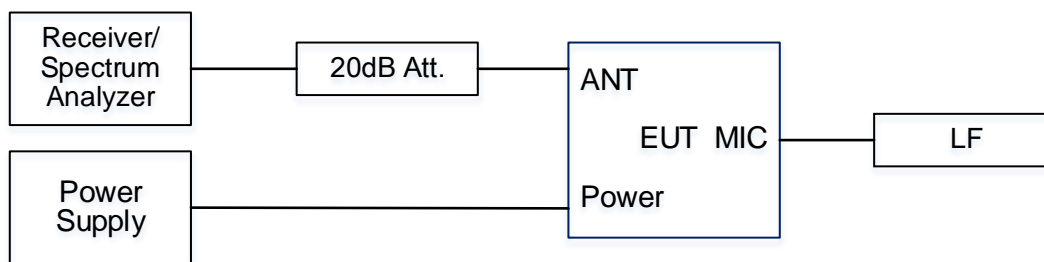 Receiver/
Spectrum
Analyzer
20dB Att.
ANT
EUT MIC
LF
Power
Power
Supply